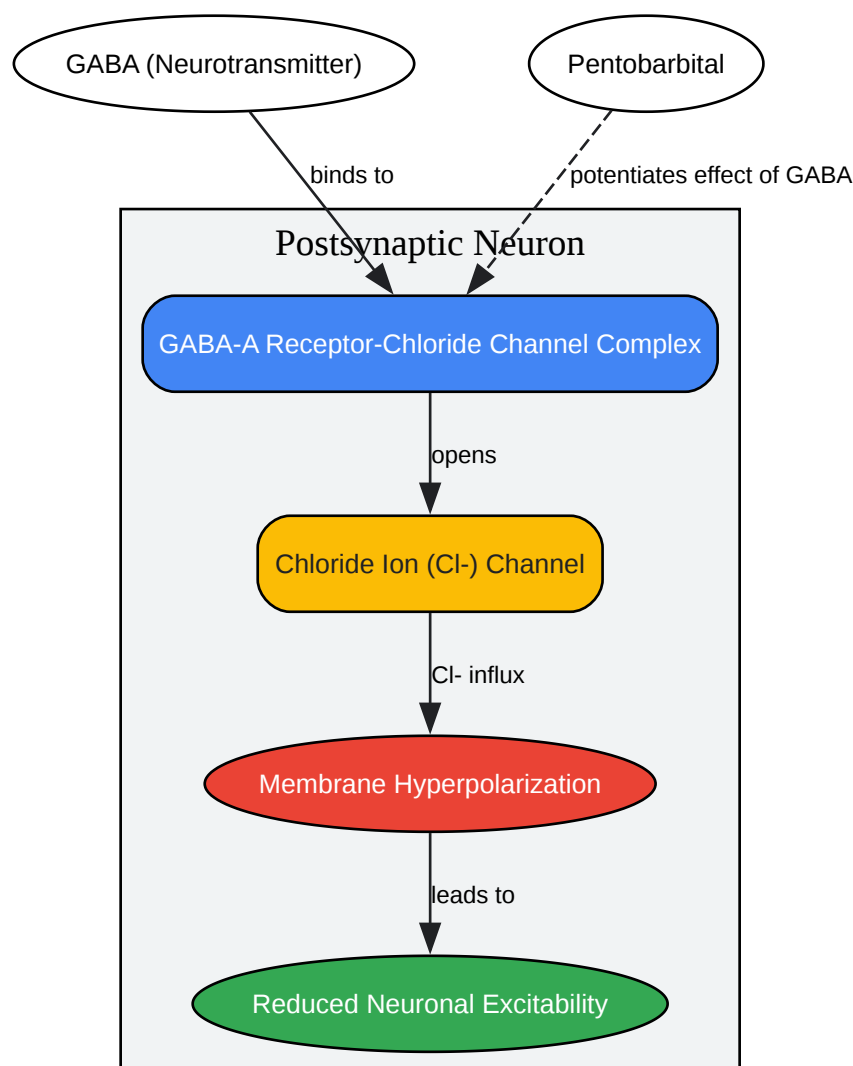 GABA (Neurotransmitter)
Pentobarbital
binds to
potentiates effect of GABA
Postsynaptic Neuron
GABA-A Receptor-Chloride Channel Complex
opens
Chloride Ion (Cl-) Channel
Cl- influx
Membrane Hyperpolarization
leads to
Reduced Neuronal Excitability